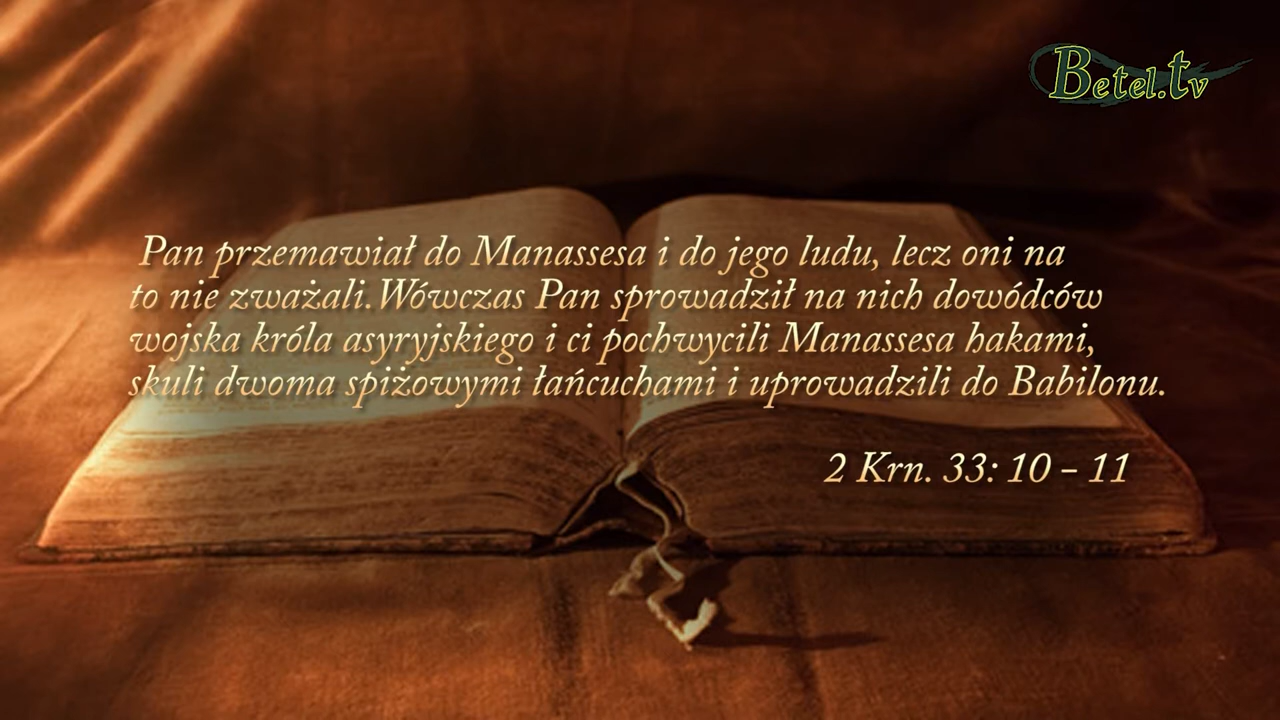 Betel.tv
Pan przemawiał do Manassesa i do jego ludu, lecz oni na
to nie zważali. Wówczas Pan sprowadził na nich dowódców
wojska króla asyryjskiego i ci pochwycili Manassesa hakami,
skuli dwoma spiżowymi łańcuchami i uprowadzili do Babilonu.
2 Krn. 33: 10 – 11